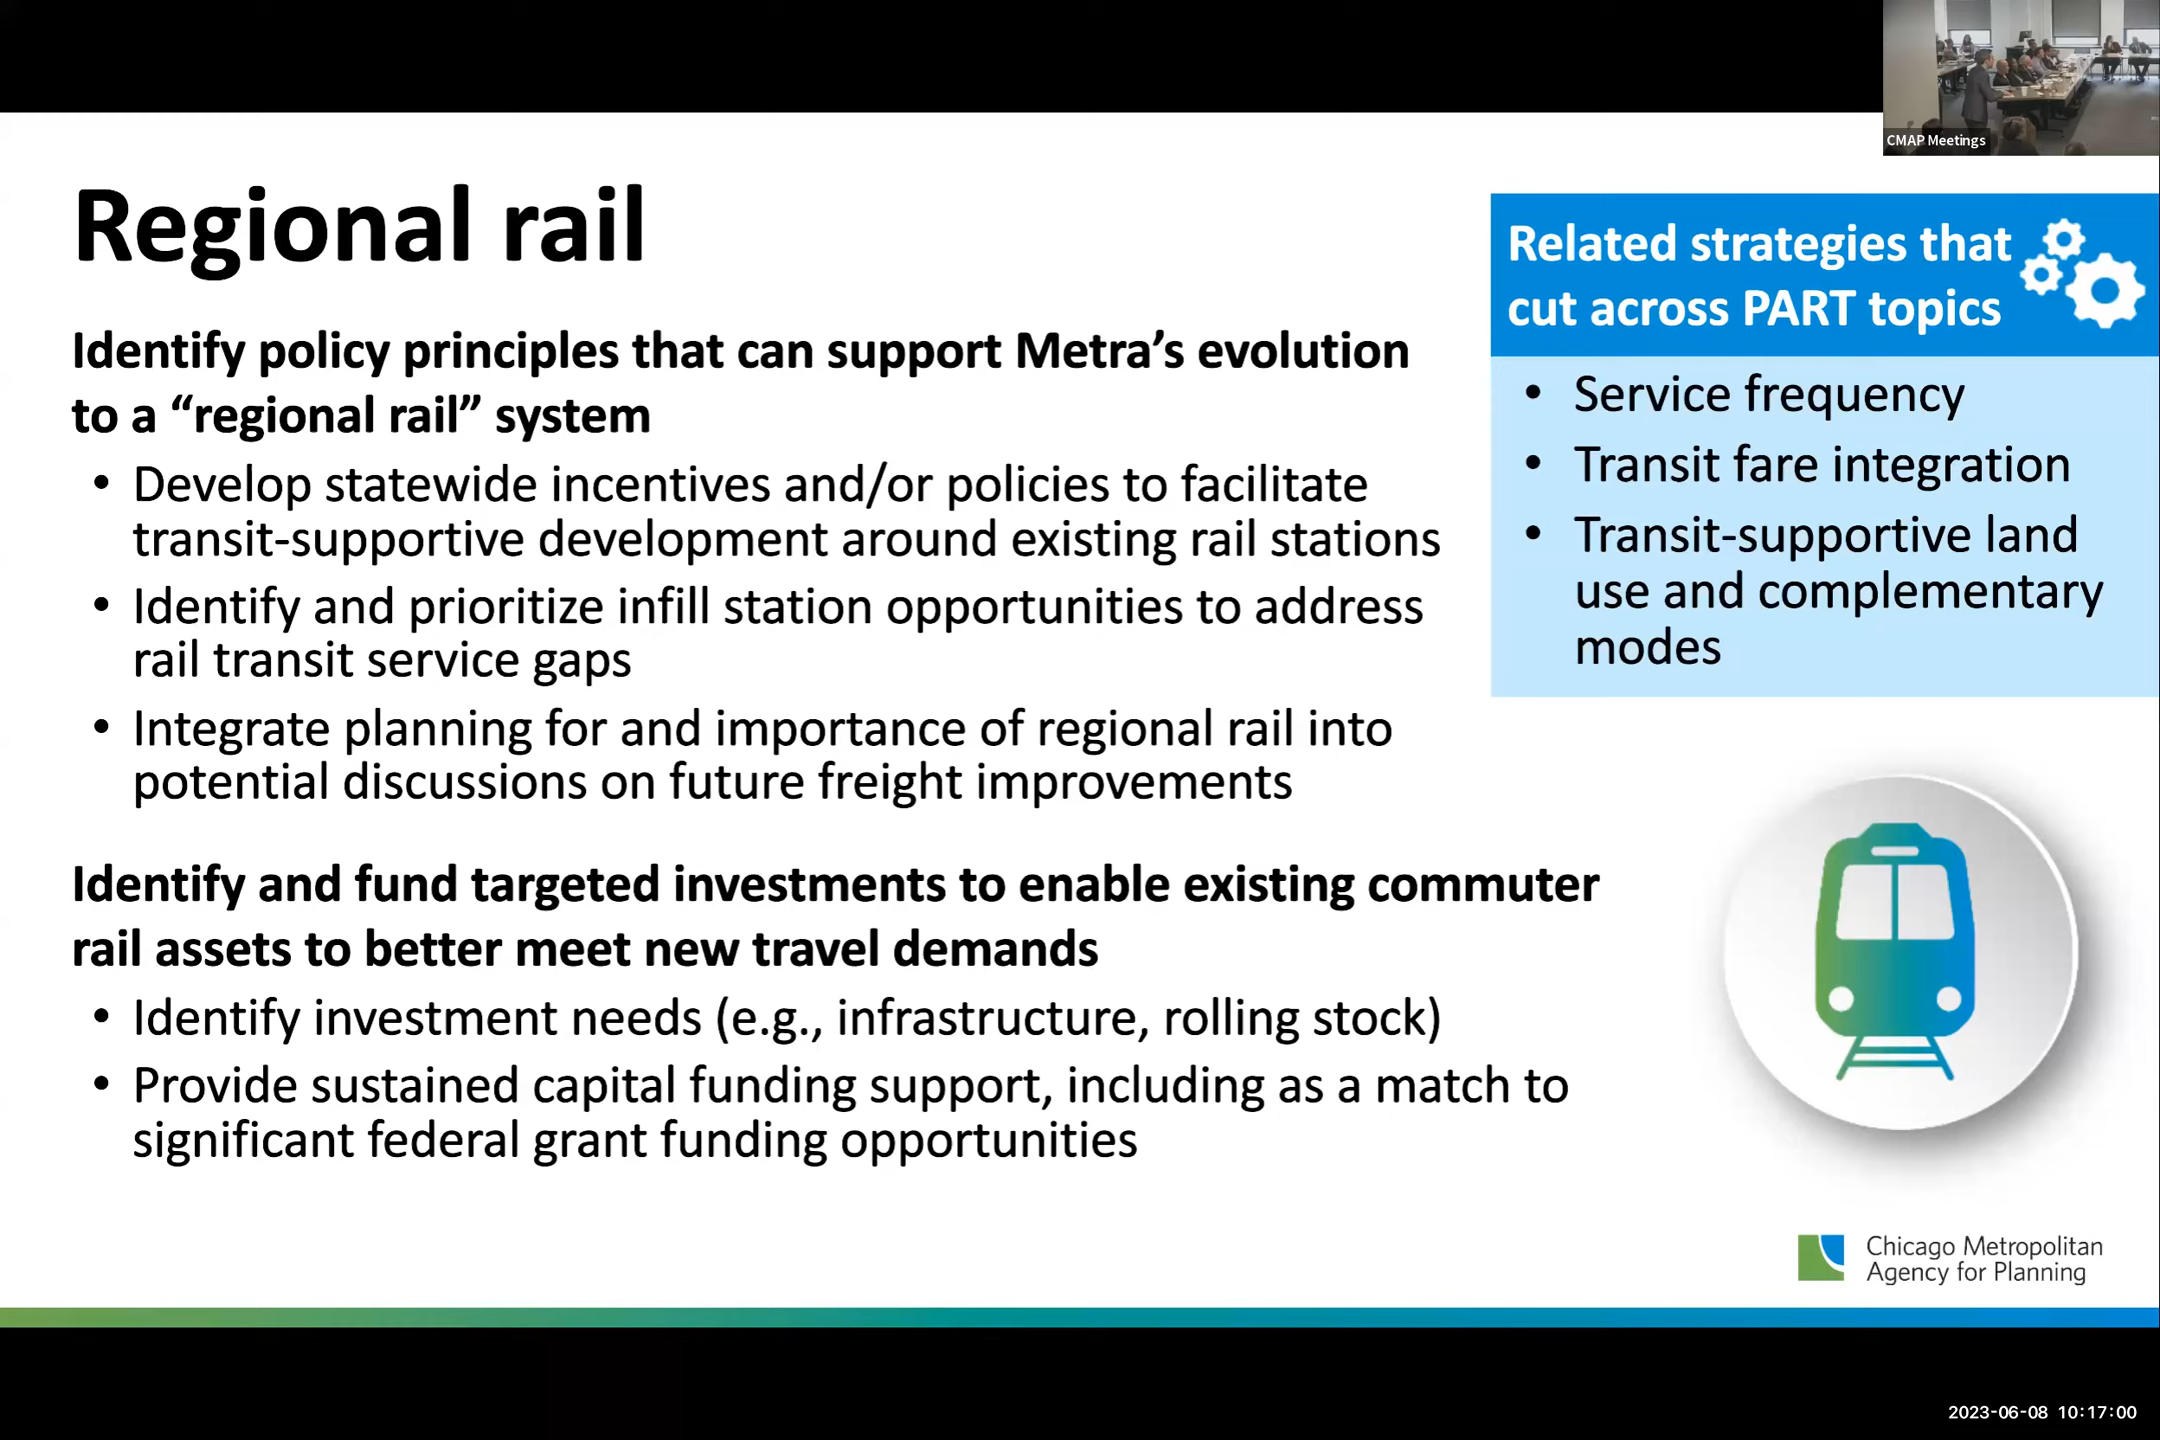 CMAP Meetings
Regional rail
Identify policy principles that can support Metra’s evolution
to a “regional rail” system
• Develop statewide incentives and/or policies to facilitate
transit-supportive development around existing rail stations
• Identify and prioritize infill station opportunities to address
rail transit service gaps
• Integrate planning for and importance of regional rail into
potential discussions on future freight improvements
Identify and fund targeted investments to enable existing commuter
rail assets to better meet new travel demands
• Identify investment needs (e.g., infrastructure, rolling stock)
• Provide sustained capital funding support, including as a match to
significant federal grant funding opportunities
Related strategies that
cut across PART topics
• Service frequency
• Transit fare integration
• Transit-supportive land
use and complementary
modes
Chicago Metropolitan
Agency for Planning
2023-06-08 10:17:00